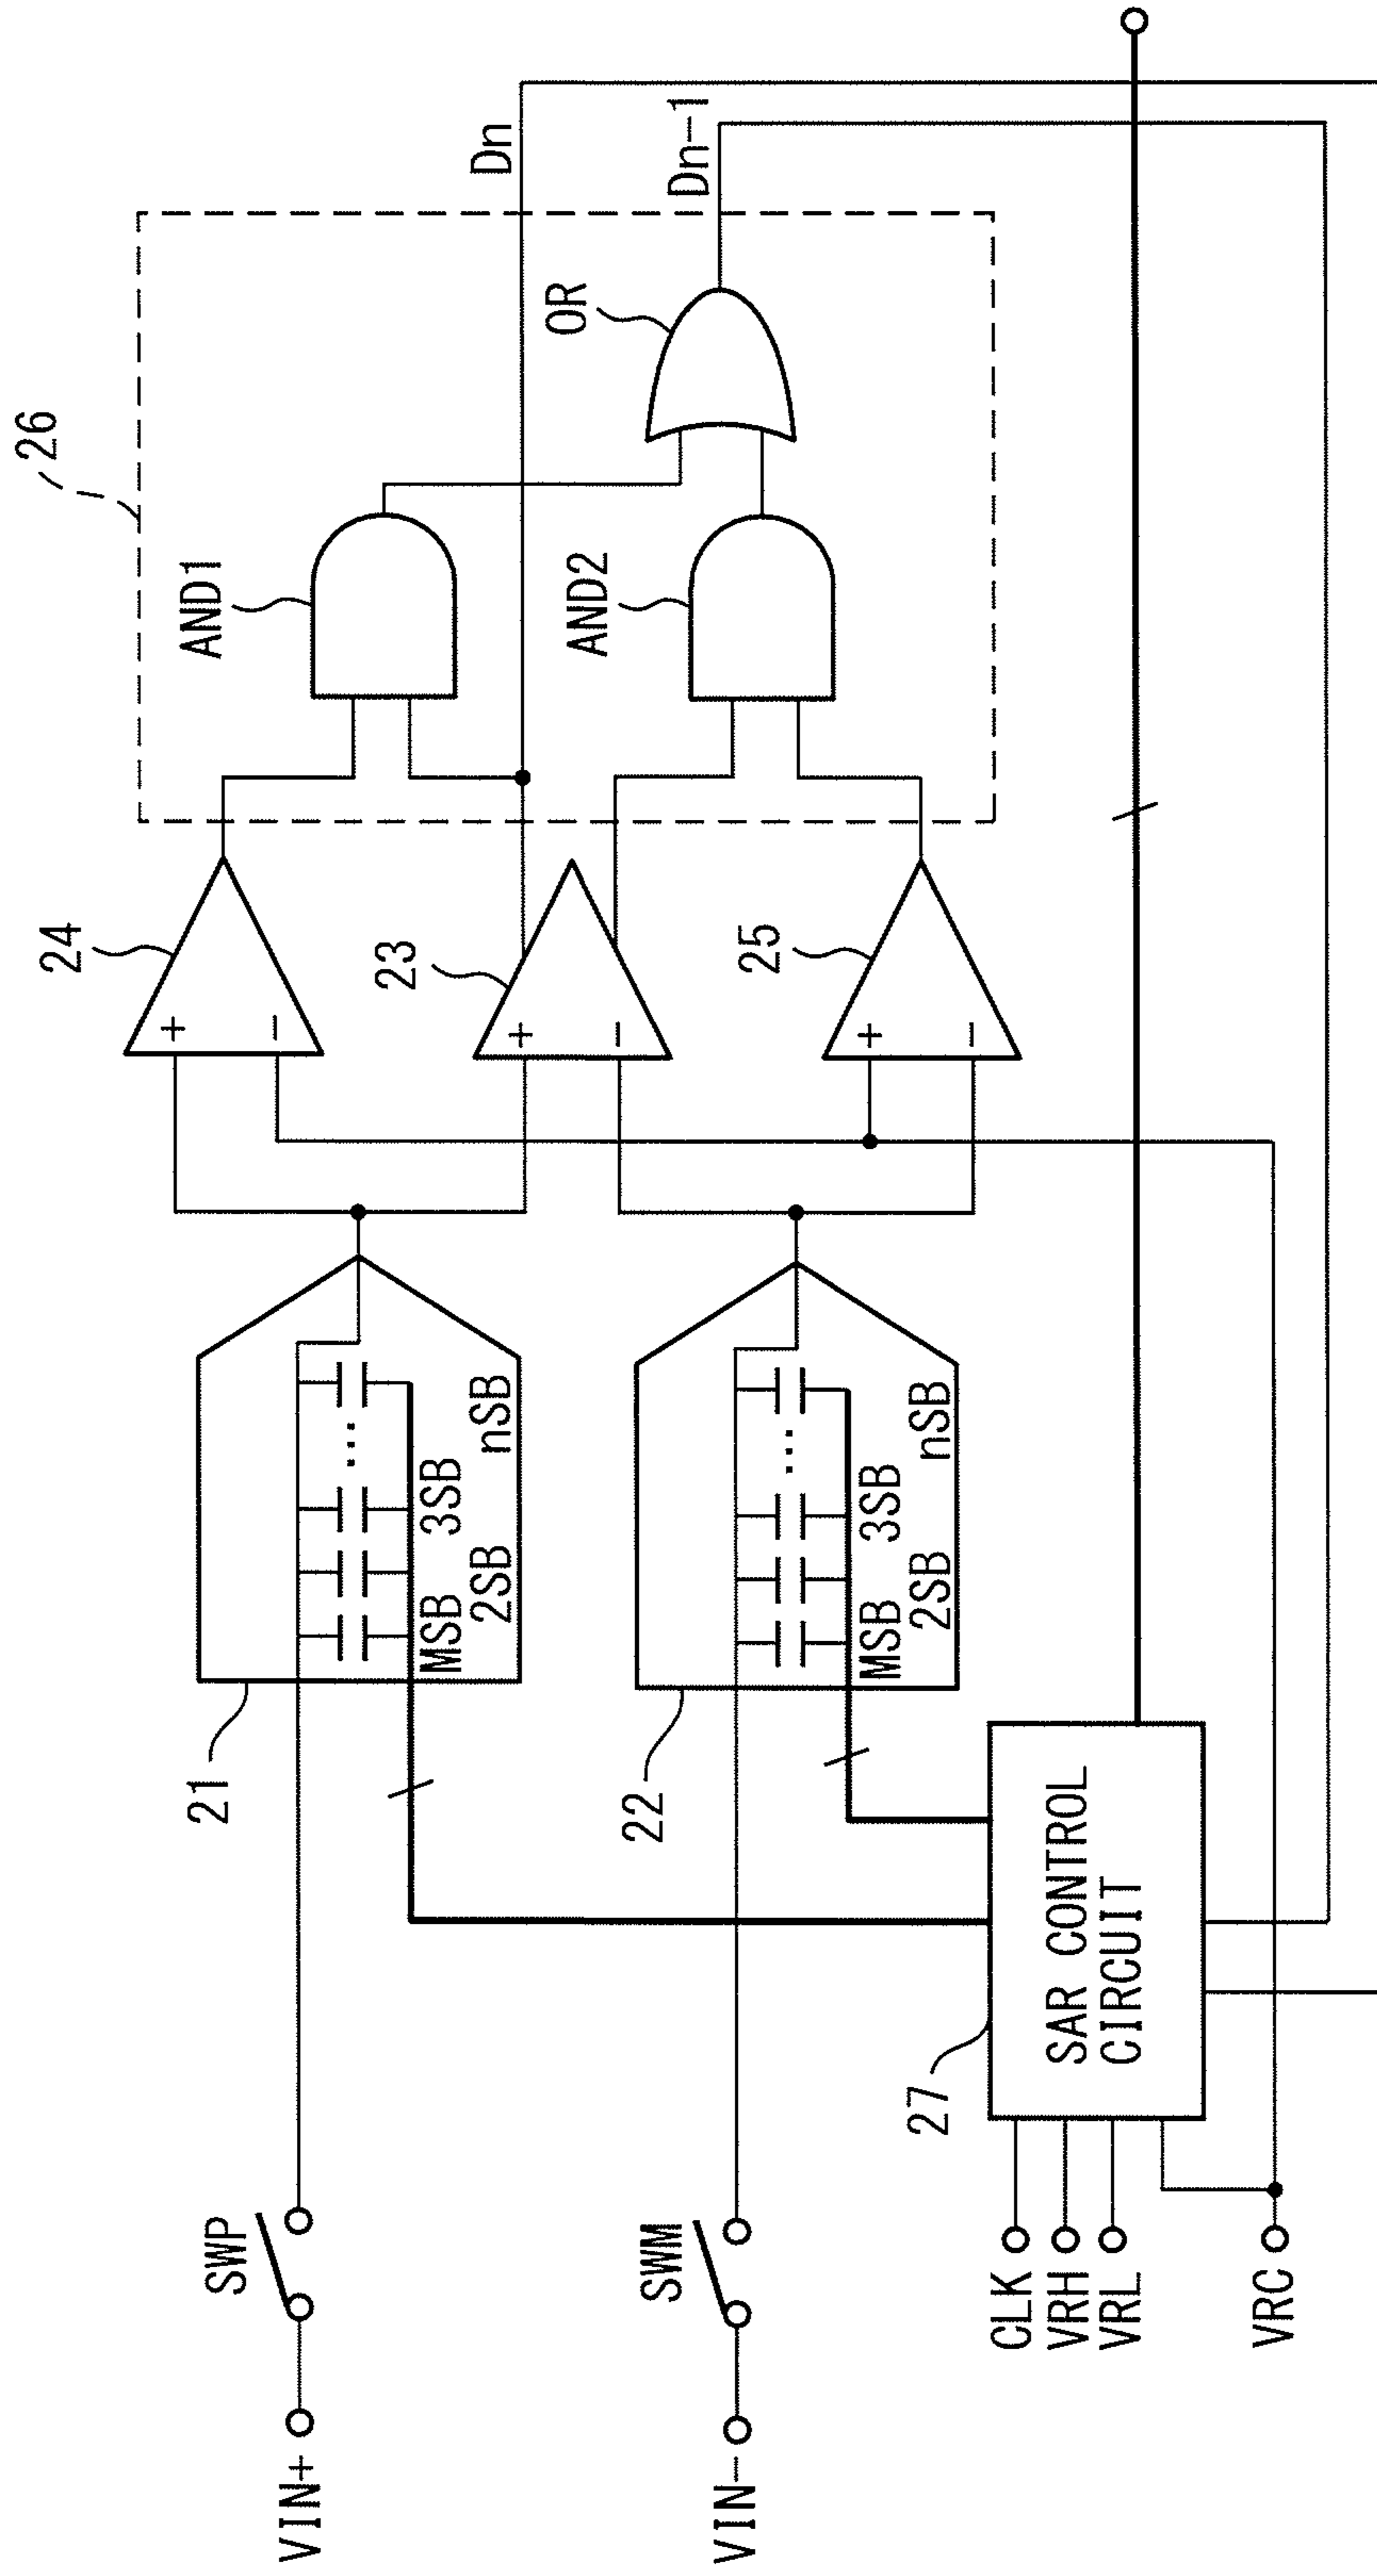 26
24
AND1
OR
Dn
23
AND2
Dn-1
25
+
-
+
-
+
-
21
MSB
2SB
3SB
...
nSB
22
MSB
2SB
3SB
...
nSB
SWP
VIN+
SWM
VIN-
27
SAR CONTROL
CIRCUIT
CLK
VRH
VRL
VRC